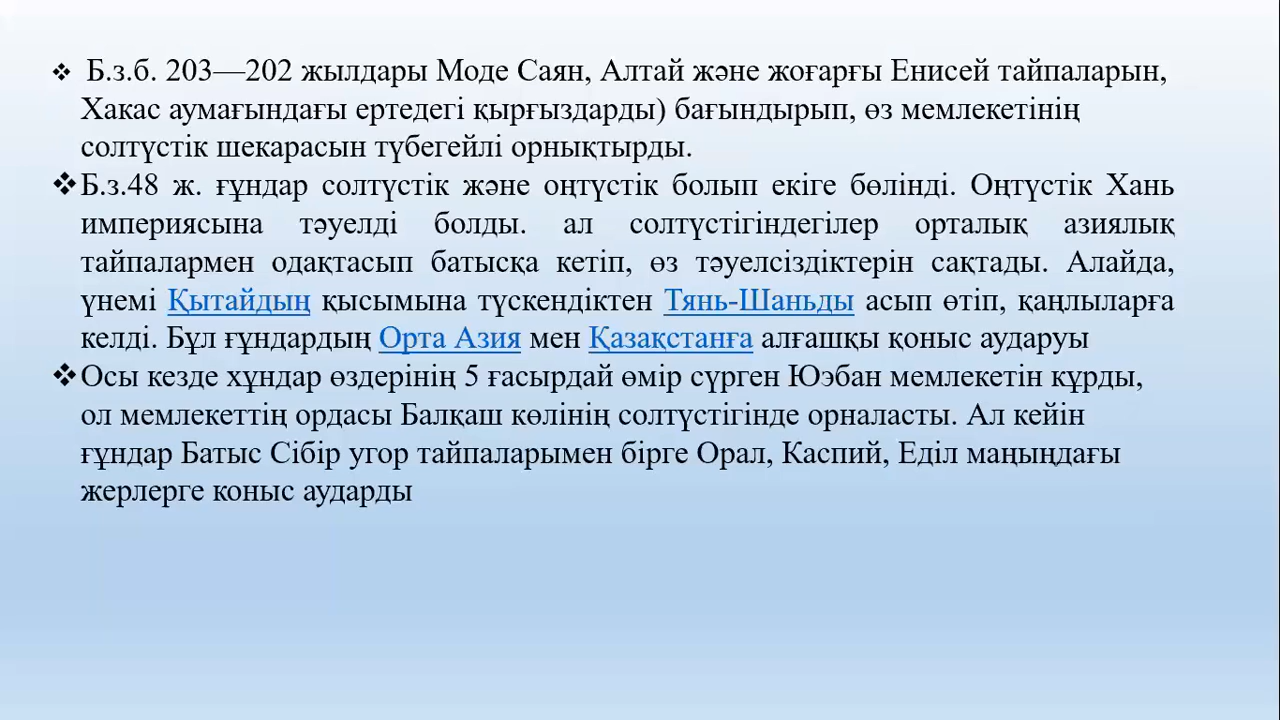 ❖ Б.з.б. 203—202 жылдары Моде Саян, Алтай және жоғарғы Енисей тайпаларын,
Хакас аумағындағы ертедегі қырғыздарды) бағындырып, өз мемлекетінің
солтүстік шекарасын түбегейлі орнықтырды.
❖Б.з.48 ж. ғұндар солтүстік және оңтүстік болып екіге бөлінді. Оңтүстік Хань
империясына тәуелді болды. ал солтүстігіндегілер орталық азиялық
тайпалармен одақтасып батысқа кетіп, өз тәуелсіздіктерін сақтады. Алайда,
үнемі Қытайдың қысымына түскендіктен Тянь-Шаньды асып өтіп, қаңлыларға
келді. Бұл ғұндардың Орта Азия мен Қазақстанға алғашқы қоныс аударуы
❖Осы кезде хұндар өздерінің 5 ғасырдай өмір сүрген Юэбан мемлекетін құрды,
ол мемлекеттің ордасы Балқаш көлінің солтүстігінде орналасты. Ал кейін
ғұндар Батыс Сібір угор тайпаларымен бірге Орал, Каспий, Еділ маңыңдағы
жерлерге коныс аударды